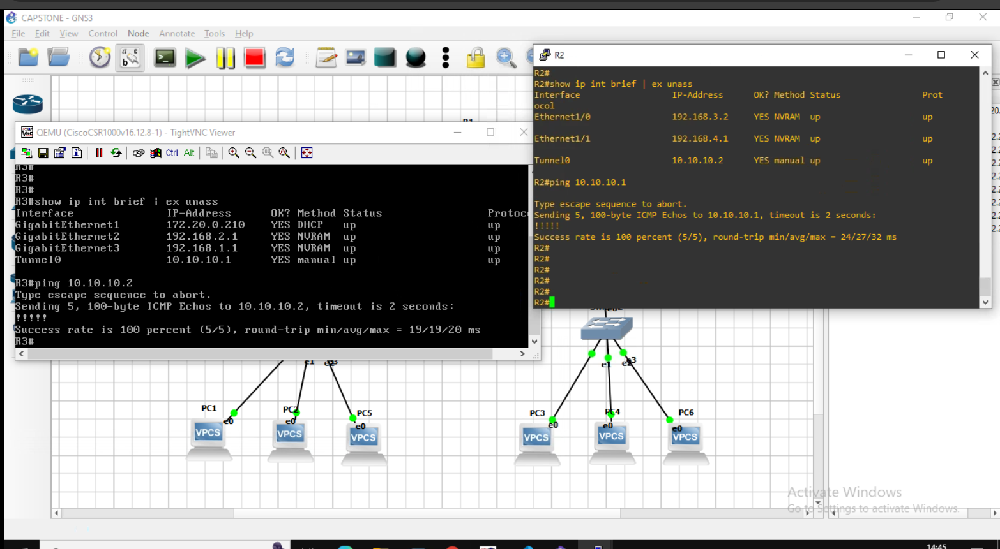 CAPSTONE - GNS3
File Edit View Control Node Annotate Tools Help
R2
R2#
R2#show ip int brief | ex unass
Interface IP-Address OK? Method Status Prot
ocol
Ethernet1/0 192.168.3.2 YES NVRAM up up
Ethernet1/1 192.168.4.1 YES NVRAM up up
Tunnel0 10.10.10.2 YES manual up up
R2#ping 10.10.10.1
Type escape sequence to abort.
Sending 5, 100-byte ICMP Echos to 10.10.10.1, timeout is 2 seconds:
!!!!!
Success rate is 100 percent (5/5), round-trip min/avg/max = 24/27/32 ms
R2#
R2#
R2#
R2#
R2#
R2#
QEMU (CiscoCSR1000v16.12.8-1) - TightVNC Viewer
Ctrl Alt
R3#
R3#
R3#
R3#show ip int brief | ex unass
Interface IP-Address OK? Method Status Protoco
GigabitEthernet1 172.20.0.210 YES DHCP up up
GigabitEthernet2 192.168.2.1 YES NVRAM up up
GigabitEthernet3 192.168.1.1 YES NVRAM up up
Tunnel0 10.10.10.1 YES manual up up
R3#ping 10.10.10.2
Type escape sequence to abort.
Sending 5, 100-byte ICMP Echos to 10.10.10.2, timeout is 2 seconds:
!!!!!
Success rate is 100 percent (5/5), round-trip min/avg/max = 19/19/20 ms
R3#
e1 e2 e3
e1 e2 e3
PC1 PC2 PC5 PC3 PC4 PC6
e0 e0 e0 e0 e0 e0
VPCS VPCS VPCS VPCS VPCS VPCS
Activate Windows
Go to Settings to activate Windows.
14:45